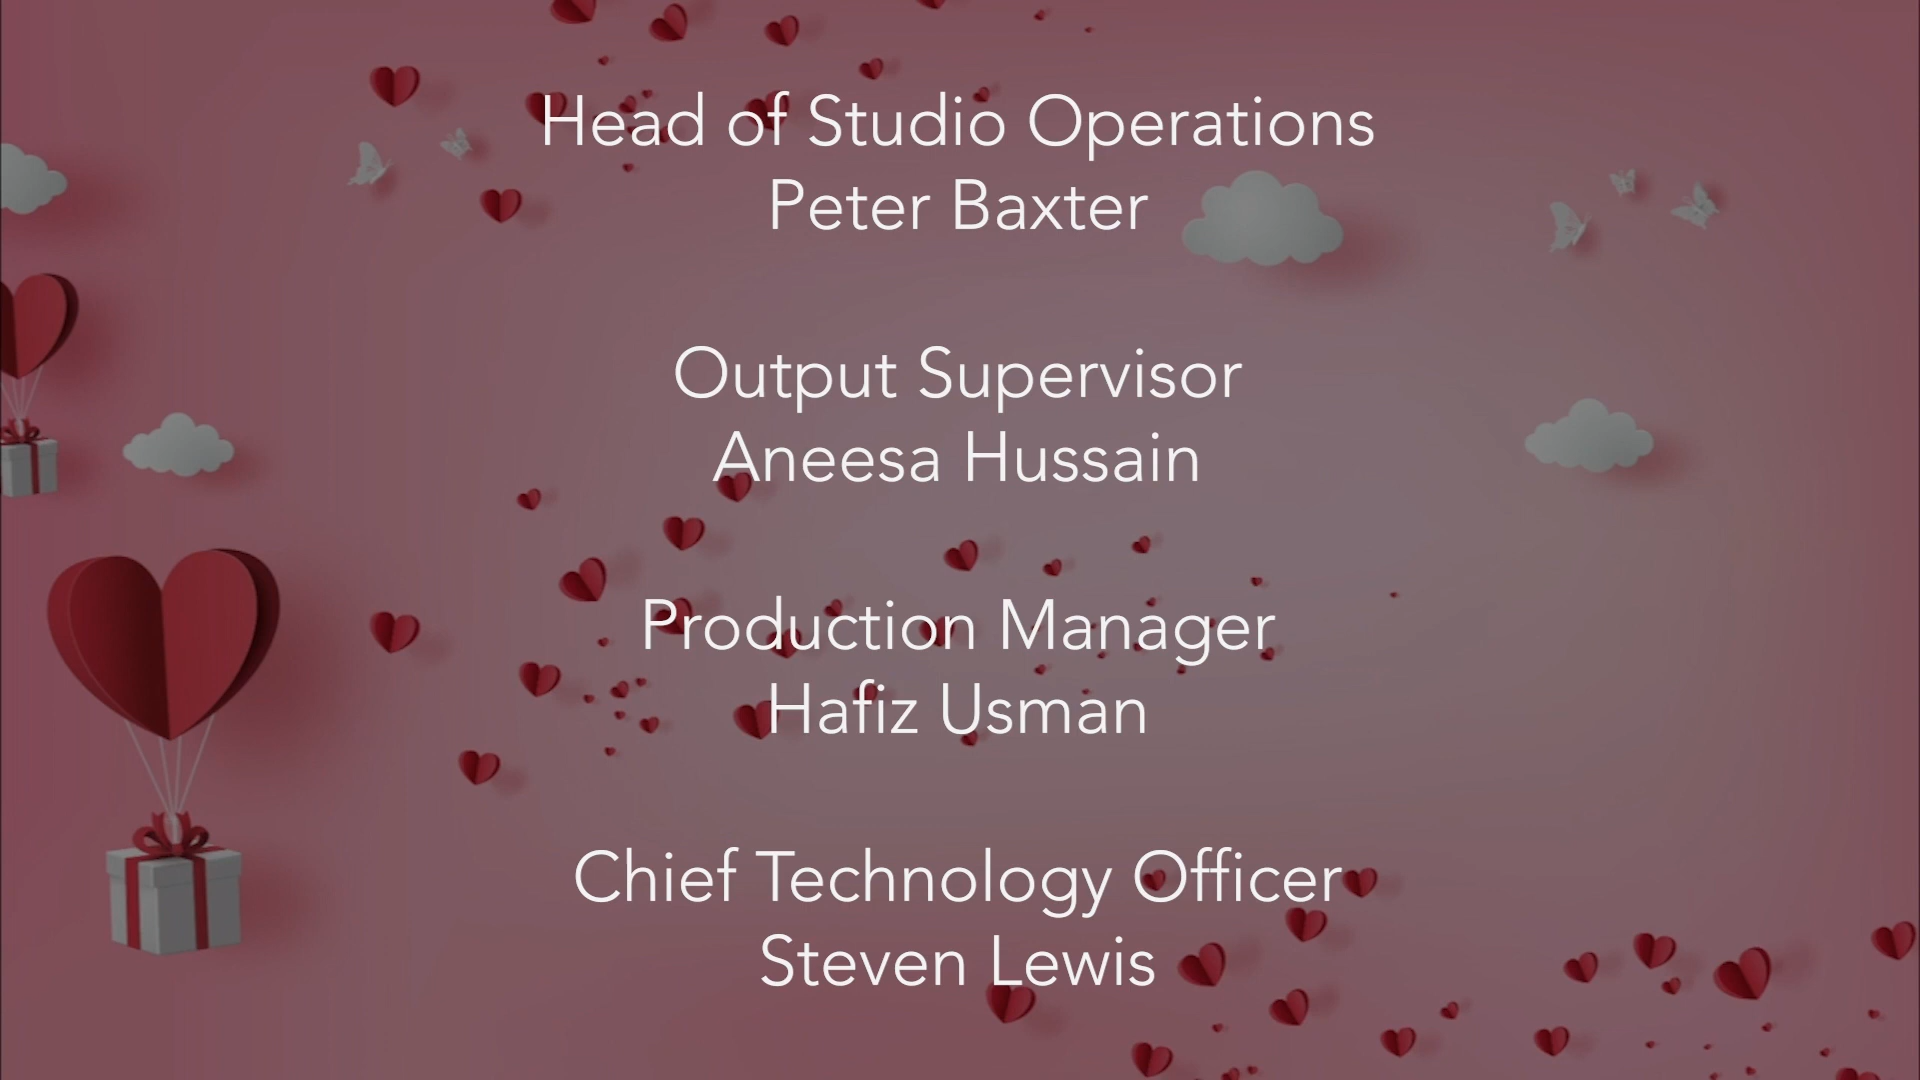 Head of Studio Operations
Peter Baxter
Output Supervisor
Aneesa Hussain
Production Manager
Hafiz Usman
Chief Technology Officer
Steven Lewis